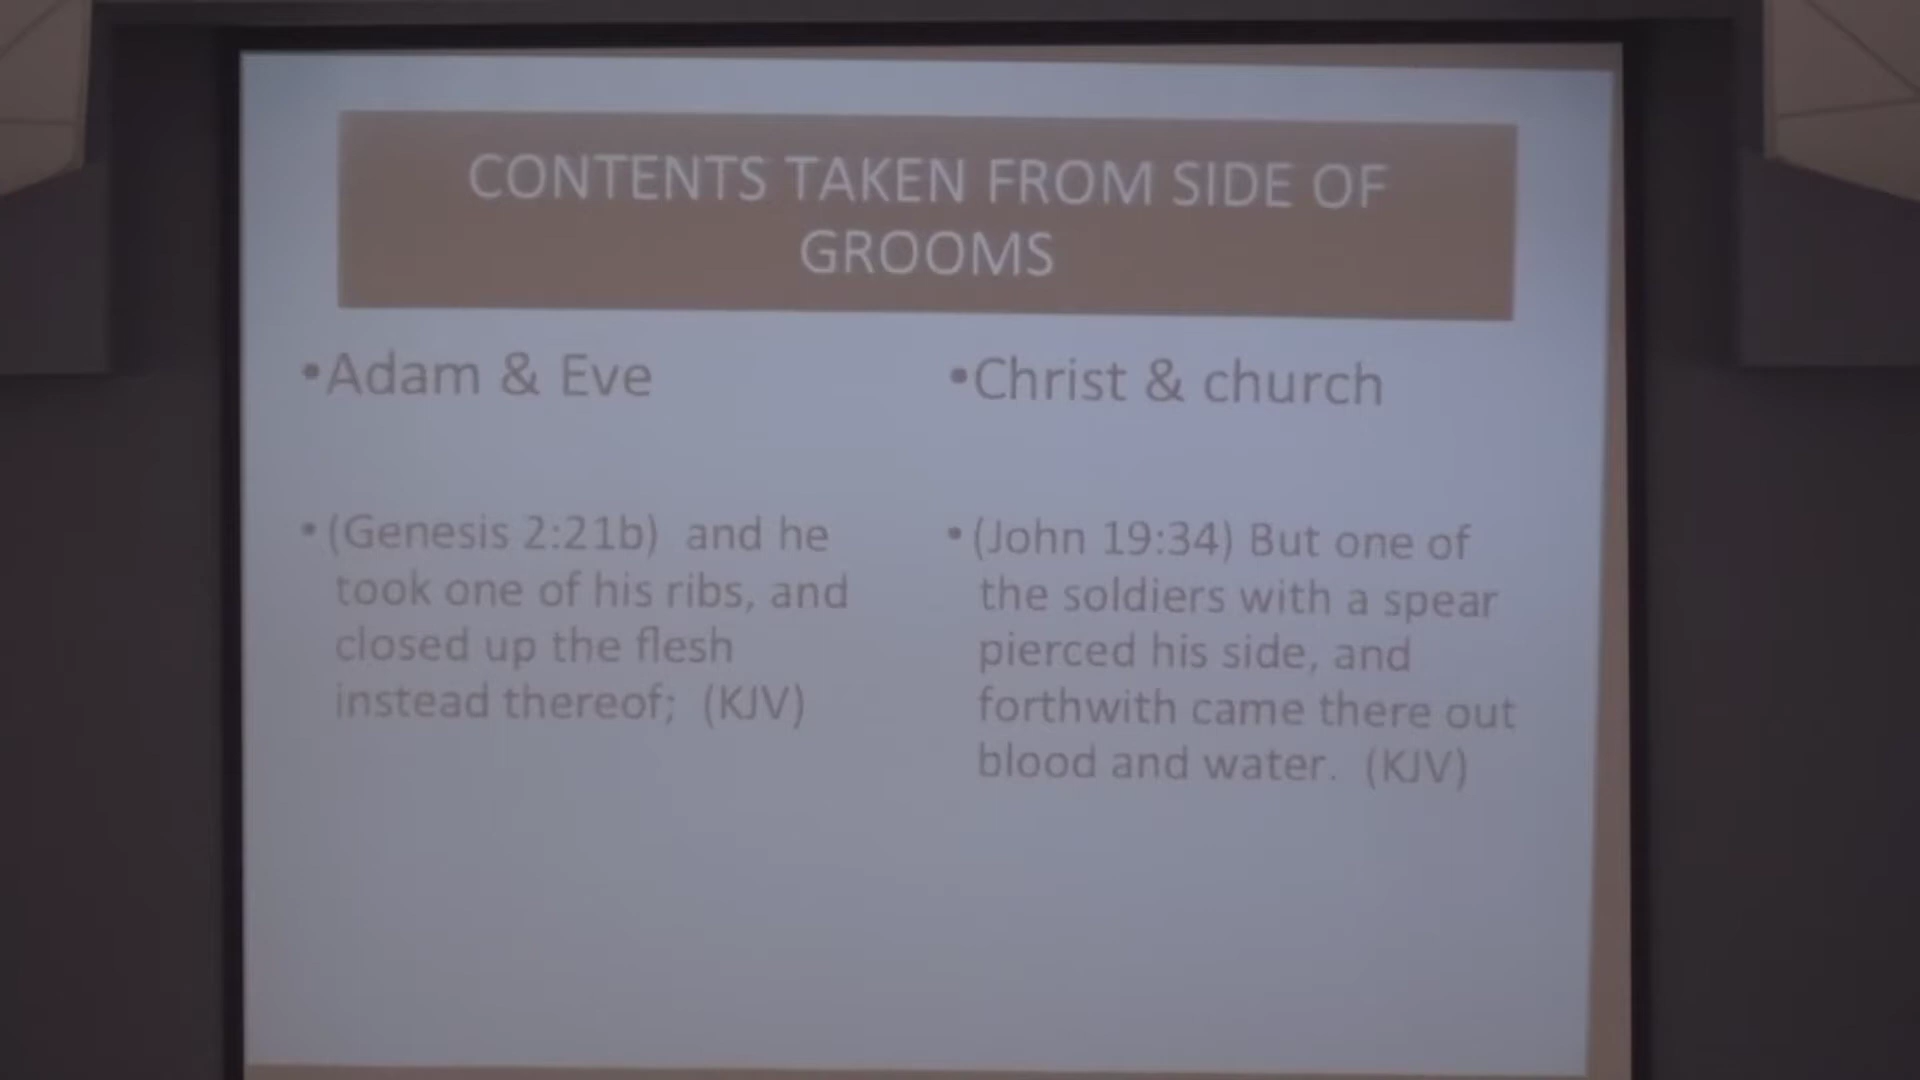 CONTENTS TAKEN FROM SIDE OF
GROOMS
•Adam & Eve
•(Genesis 2:21b)  and he
took one of his ribs, and
closed up the flesh
instead thereof;  (KJV)
•Christ & church
•(John 19:34) But one of
the soldiers with a spear
pierced his side, and
forthwith came there out
blood and water.  (KJV)